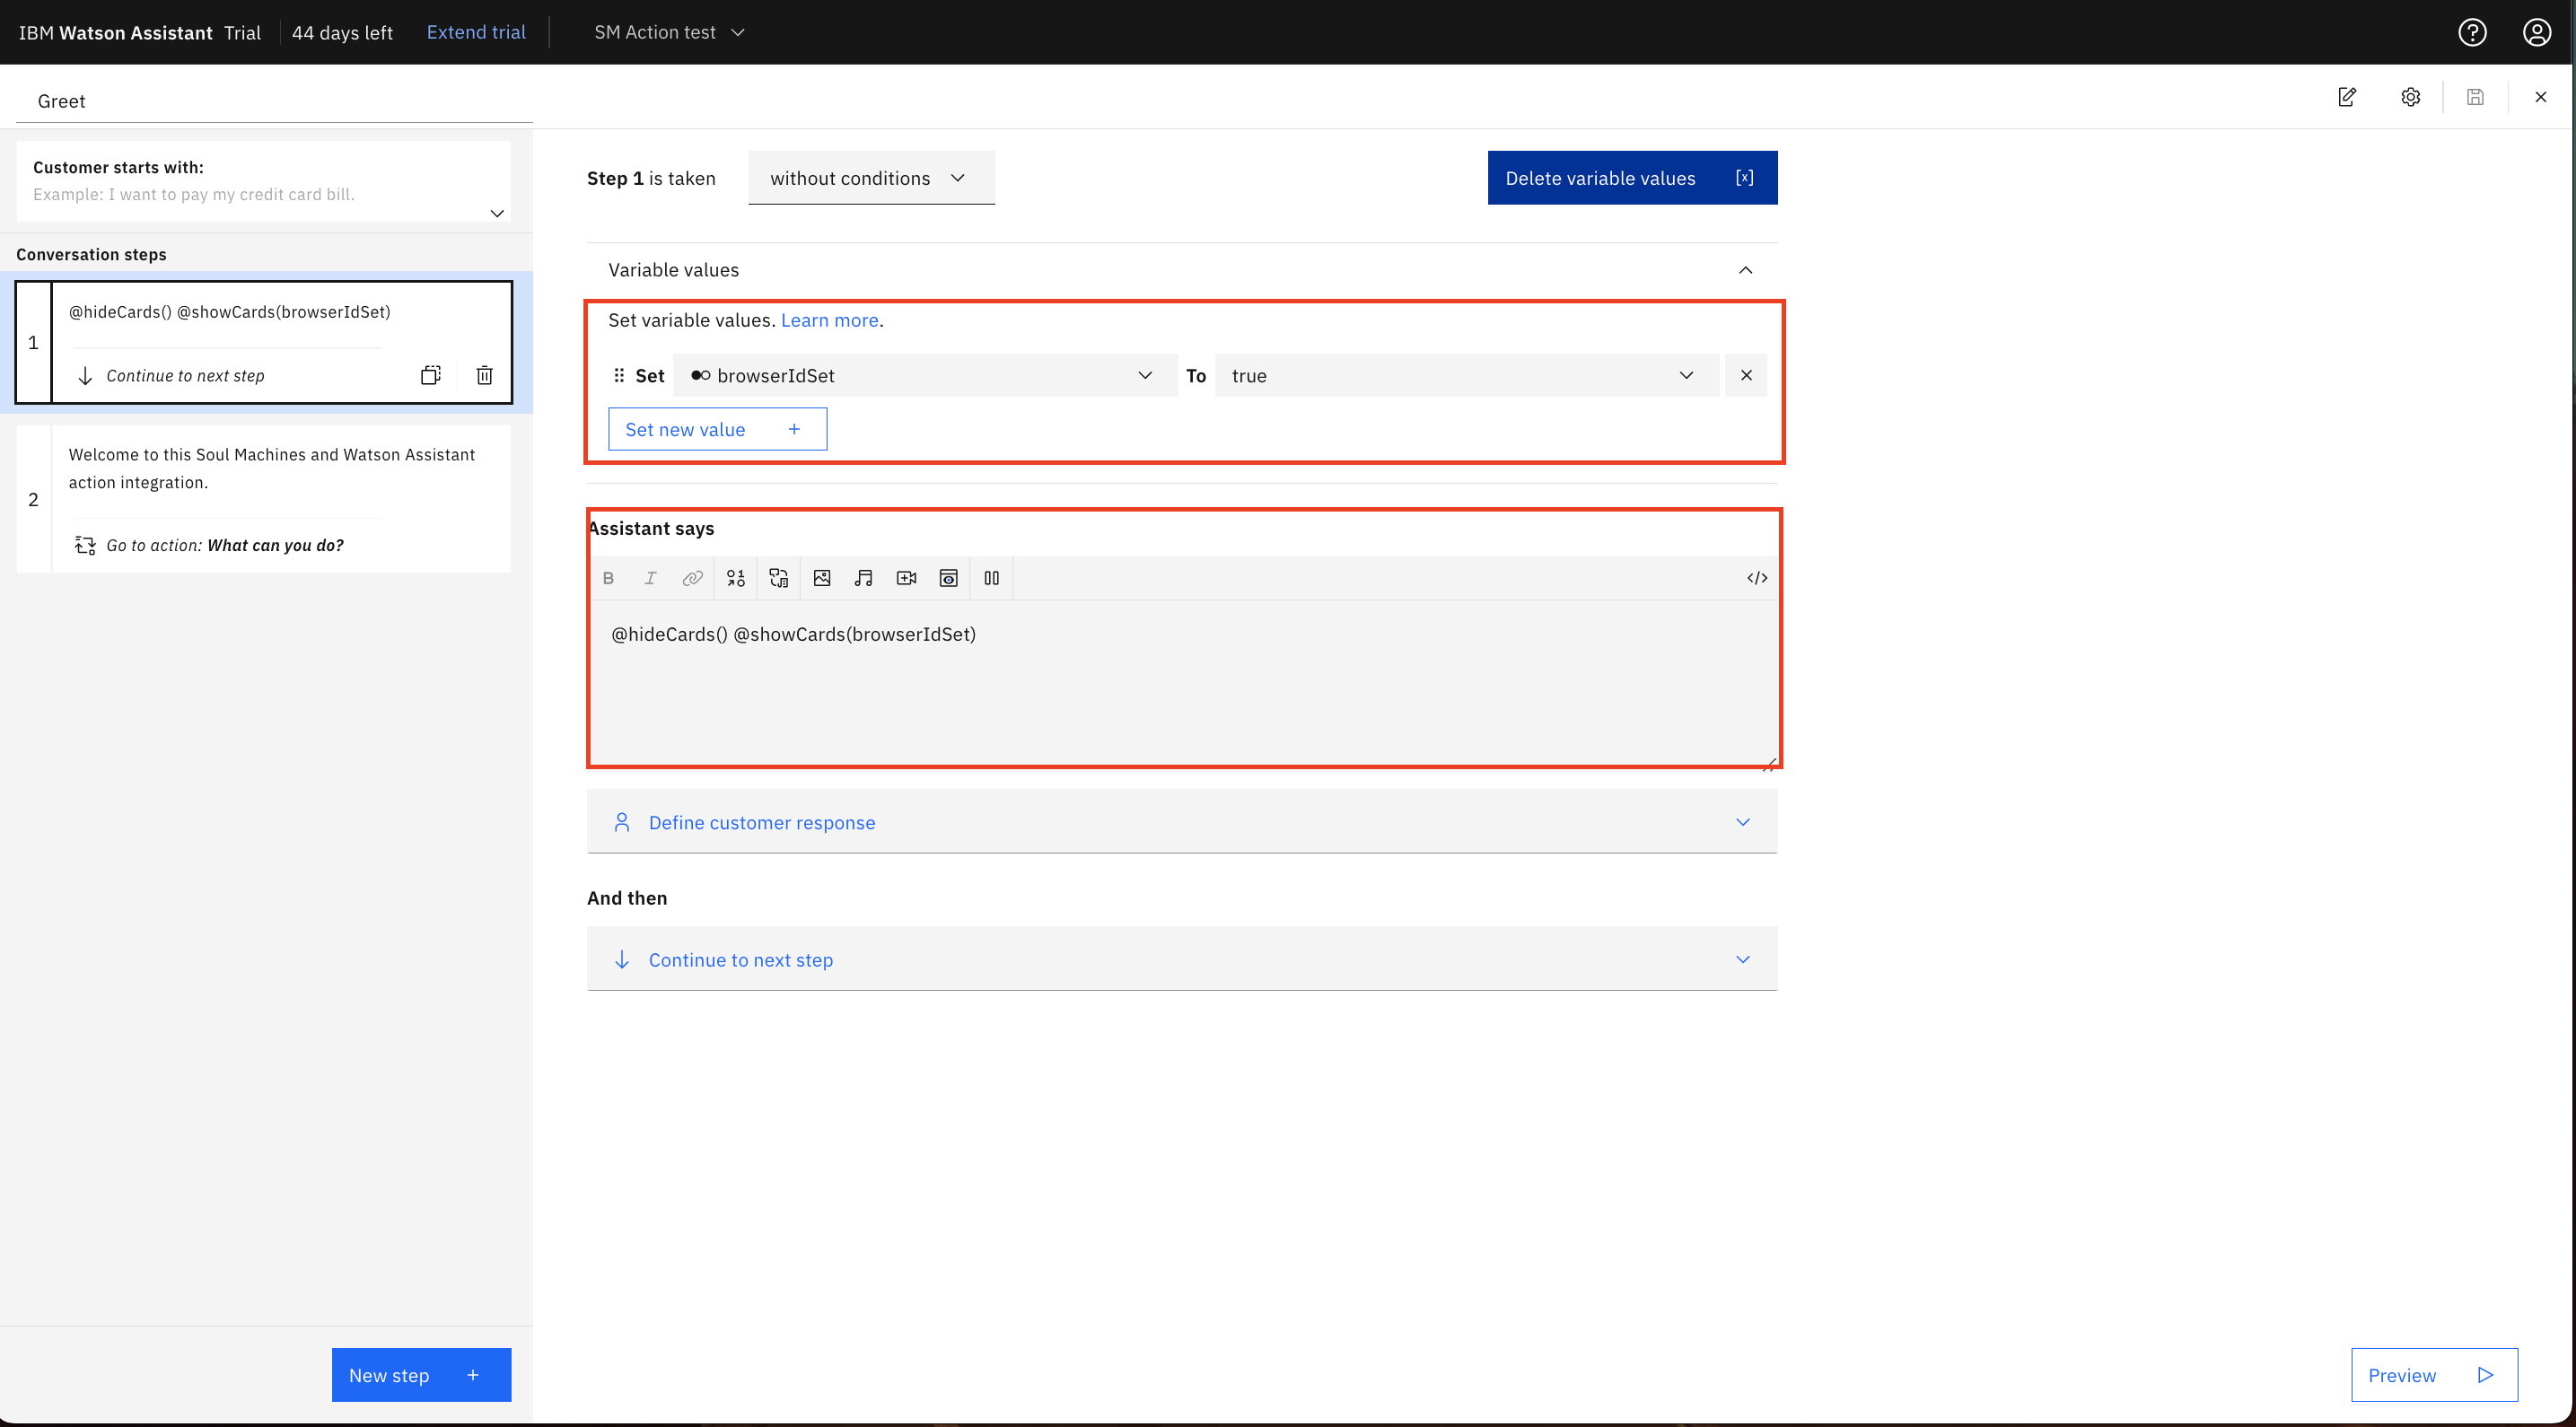 IBM Watson Assistant Trial 44 days left Extend trial SM Action test
Greet
Customer starts with:
Example: I want to pay my credit card bill.
Conversation steps
1
@hideCards() @showCards(browserIdSet)
Continue to next step
2
Welcome to this Soul Machines and Watson Assistant
action integration.
Go to action: What can you do?
New step +
Step 1 is taken without conditions
Delete variable values [x]
Variable values
Set variable values. Learn more.
Set browserIdSet To true
Set new value +
Assistant says
B I
@hideCards() @showCards(browserIdSet)
Define customer response
And then
Continue to next step
Preview